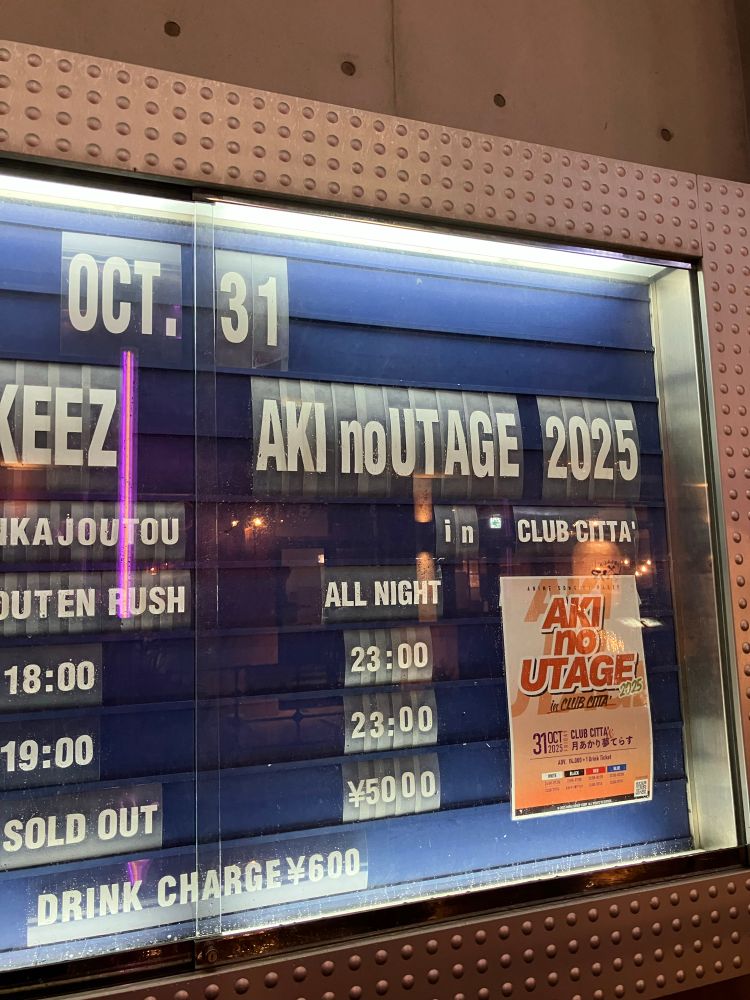 OCT. 31
KEEZ
NKAJOUTOU
OUTEN RUSH
18:00
19:00
SOLD OUT
AKI noUTAGE 2025
in CLUB CITTA'
ALL NIGHT
23:00
23:00
¥5000
DRINK CHARGE¥600
AKI
no
UTAGE
2025
in CLUB CITTA'
31 OCT 2025 CLUB CITTA'
月あかり夢てらす